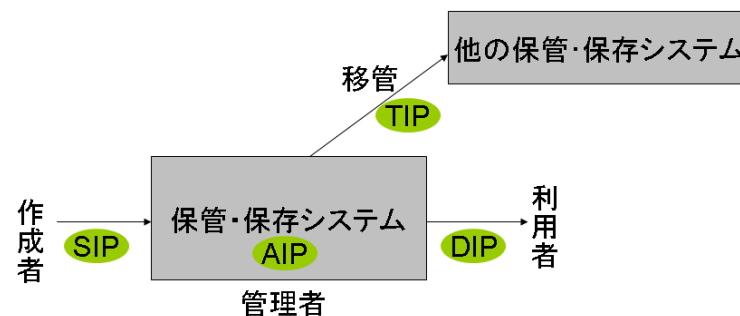 他の保管・保存システム
移管
TIP
作成者
SIP
保管・保存システム
AIP
管理者
DIP
利用者